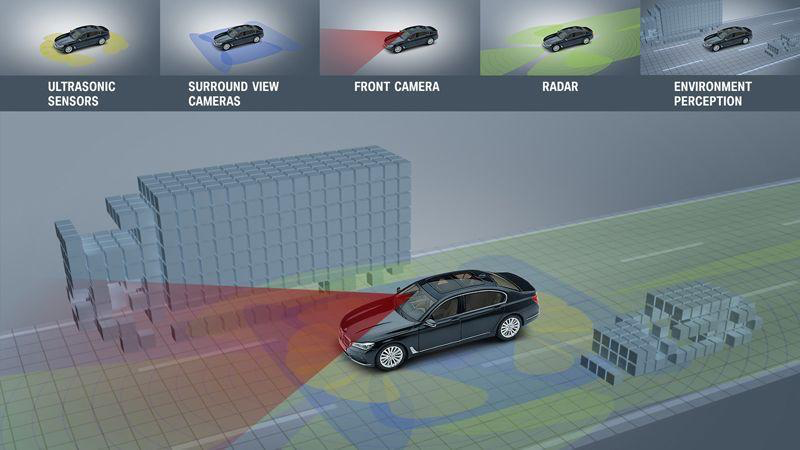 ULTRASONIC
SENSORS
SURROUND VIEW
CAMERAS
FRONT CAMERA
RADAR
ENVIRONMENT
PERCEPTION